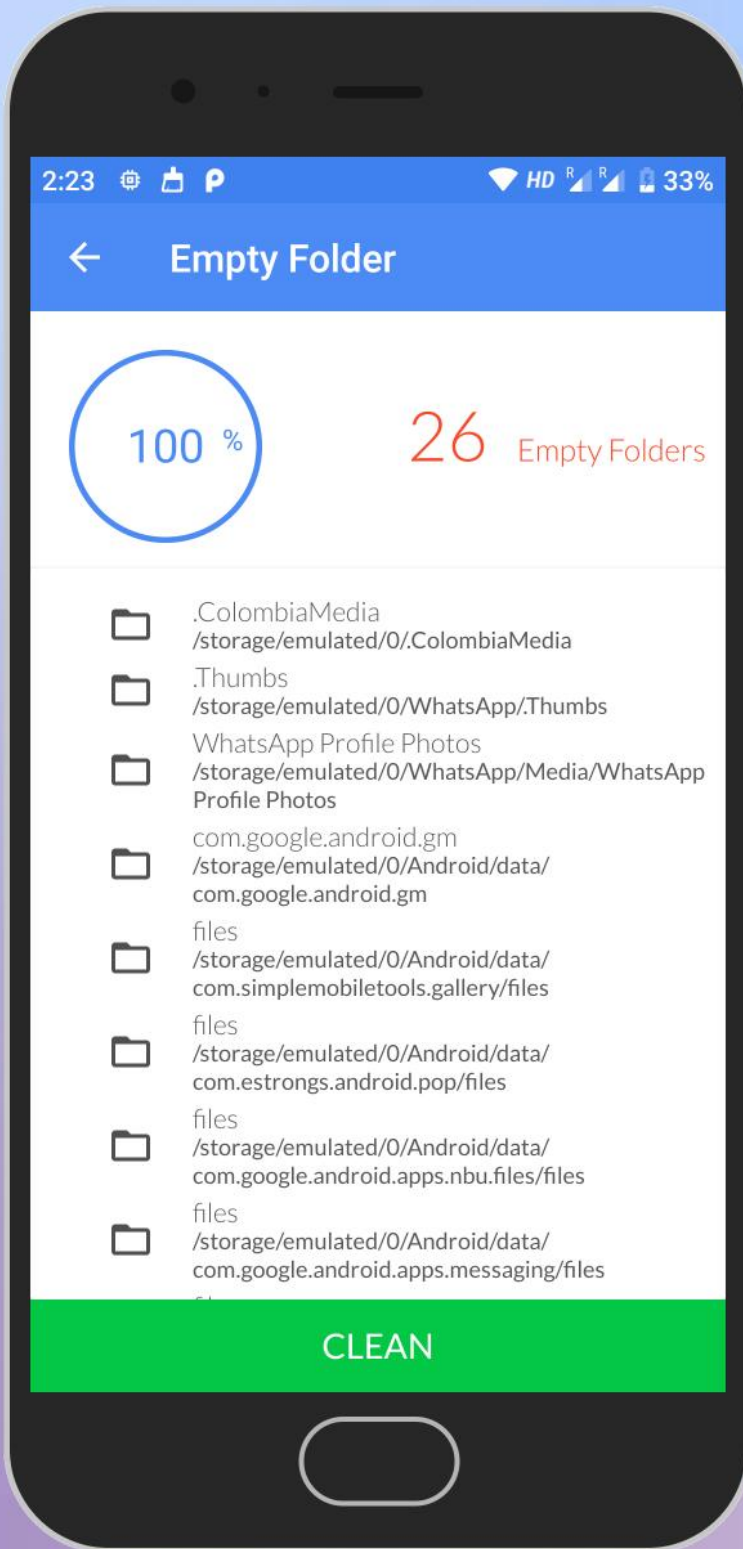 2:23 HD R R 33%
Empty Folder
100 %
26 Empty Folders
.ColombiaMedia
/storage/emulated/0/.ColombiaMedia
.Thumbs
/storage/emulated/0/WhatsApp/.Thumbs
WhatsApp Profile Photos
/storage/emulated/0/WhatsApp/Media/WhatsApp
Profile Photos
com.google.android.gm
/storage/emulated/0/Android/data/
com.google.android.gm
files
/storage/emulated/0/Android/data/
com.simplemobiletools.gallery/files
files
/storage/emulated/0/Android/data/
com.estrongs.android.pop/files
files
/storage/emulated/0/Android/data/
com.google.android.apps.nbu.files/files
files
/storage/emulated/0/Android/data/
com.google.android.apps.messaging/files
CLEAN